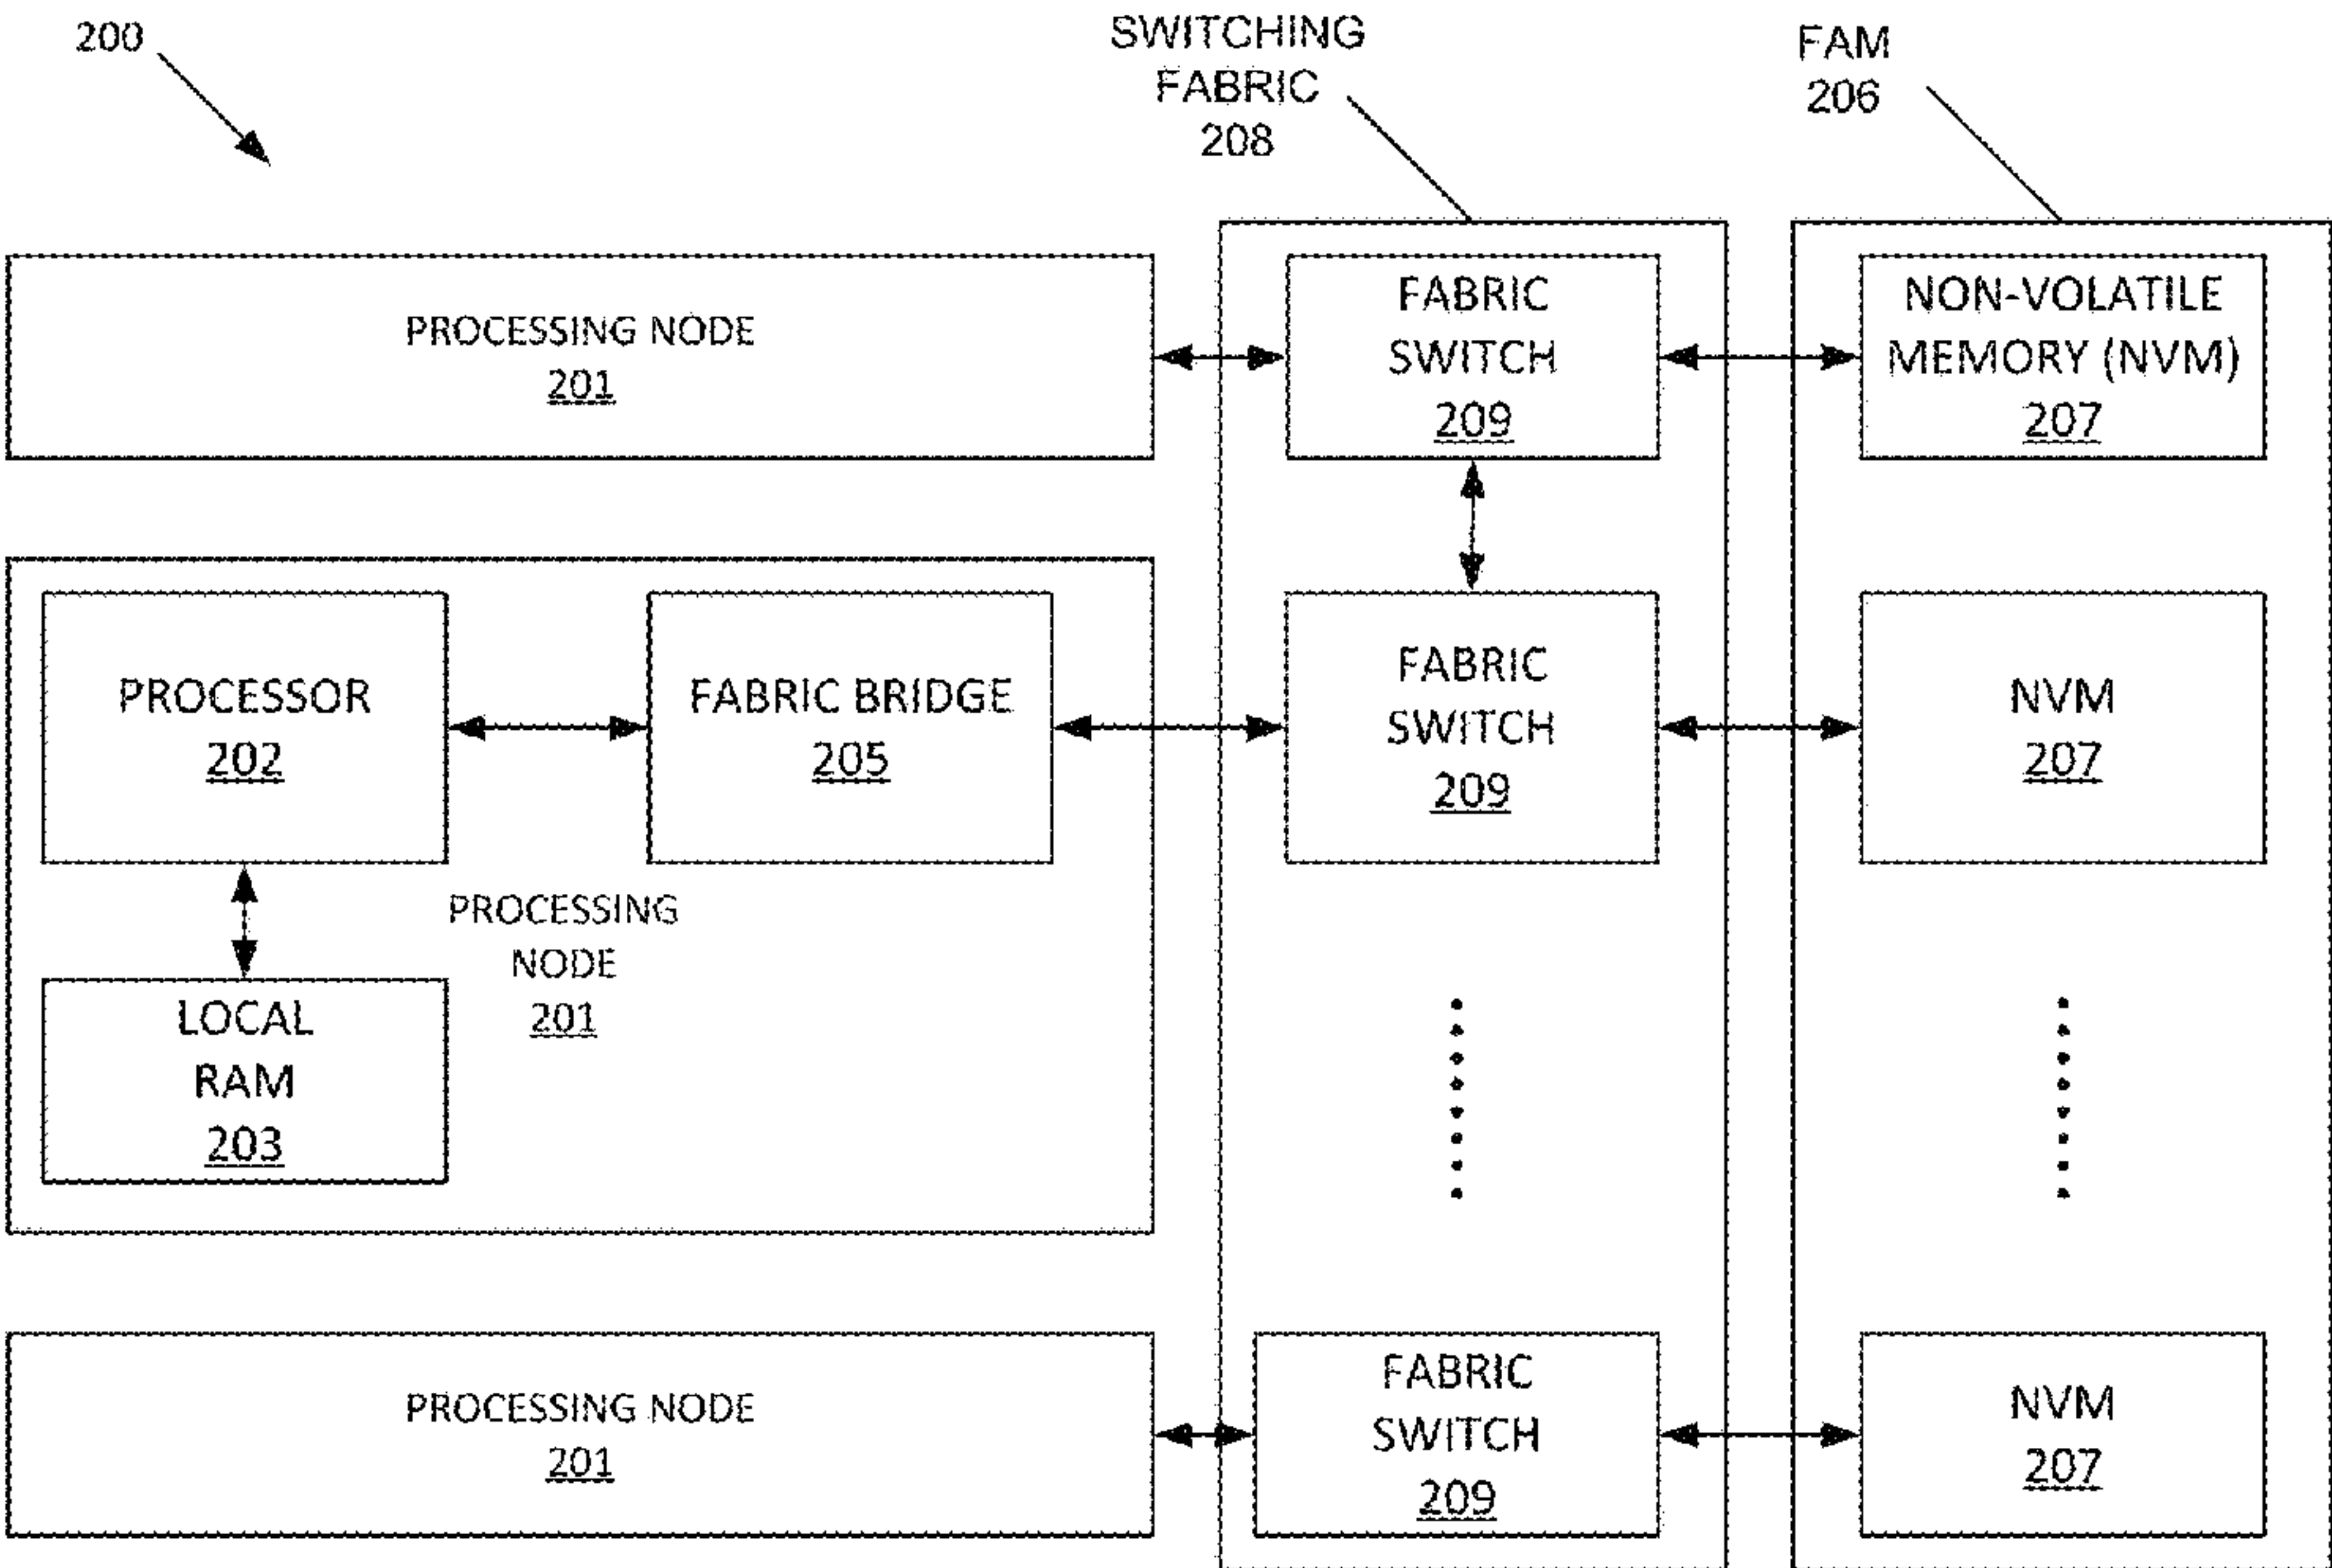 200
SWITCHING
FABRIC
208
FAM
206
PROCESSING NODE
201
FABRIC
SWITCH
209
NON-VOLATILE
MEMORY (NVM)
207
PROCESSOR
202
FABRIC BRIDGE
205
FABRIC
SWITCH
209
NVM
207
PROCESSING
NODE
201
LOCAL
RAM
203
PROCESSING NODE
201
FABRIC
SWITCH
209
NVM
207